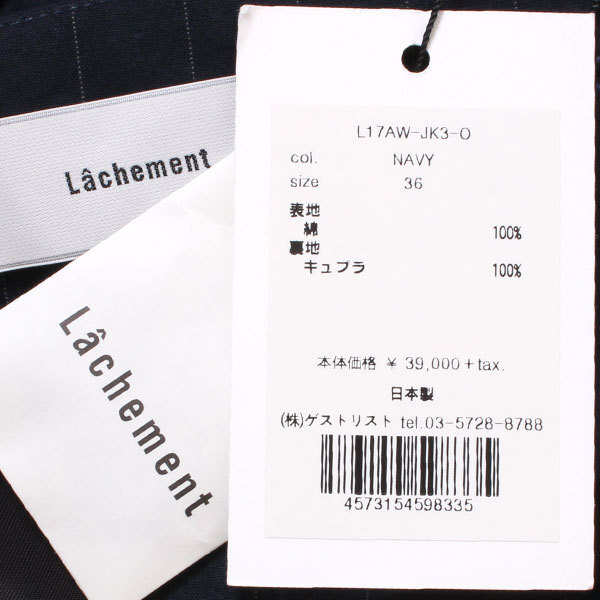 Lâchement
Lâchement
L17AW-JK3-O
col. NAVY
size 36
表地
綿 100%
裏地
キュプラ 100%
本体価格 ¥ 39,000+tax.
日本製
(株)ゲストリスト tel.03-5728-8788
4573154598335